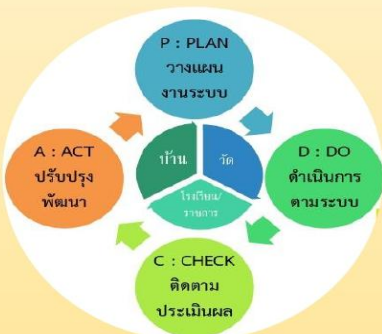 P : PLAN
วางแผน
งานระบบ
A : ACT
ปรับปรุง
พัฒนา
บ้าน
วัด
โรงเรียน/
ราชการ
D : DO
ดำเนินการ
ตามระบบ
C : CHECK
ติดตาม
ประเมินผล